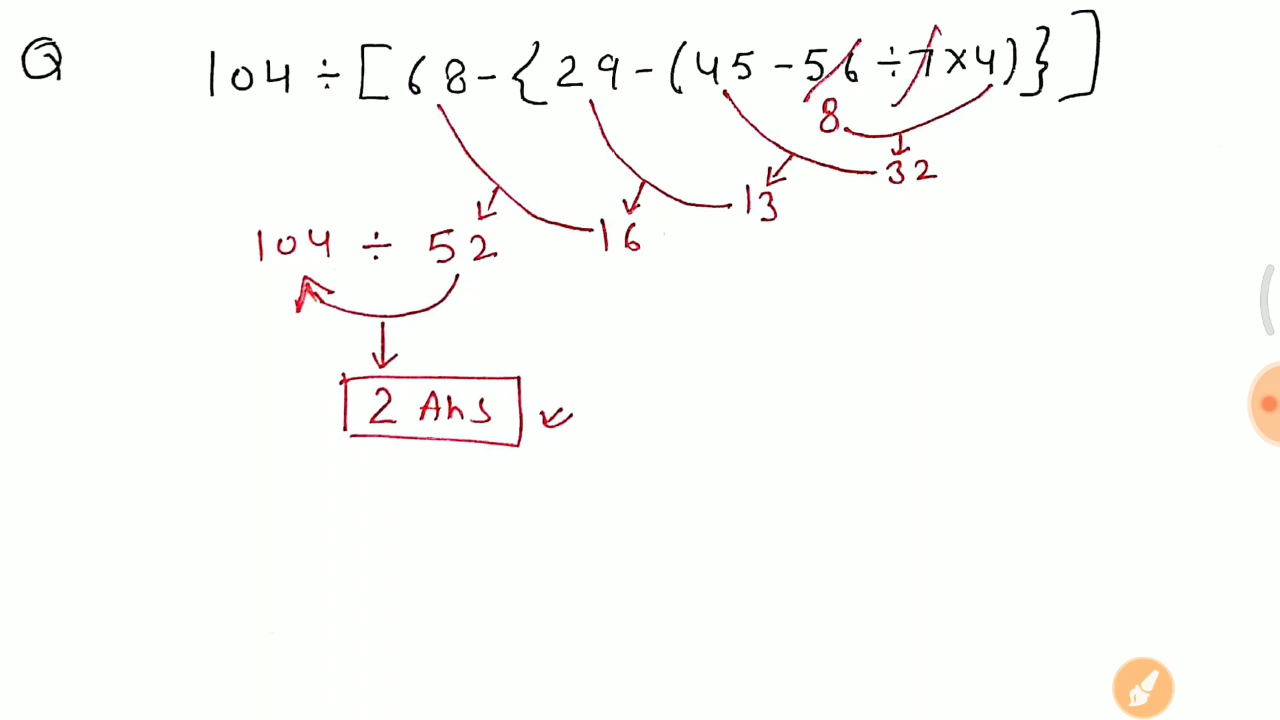 Q 104 ÷ [68 - {29 - (45 - 56 ÷ 7 × 4)}]
8
32
13
104 ÷ 52 16
2 Ans